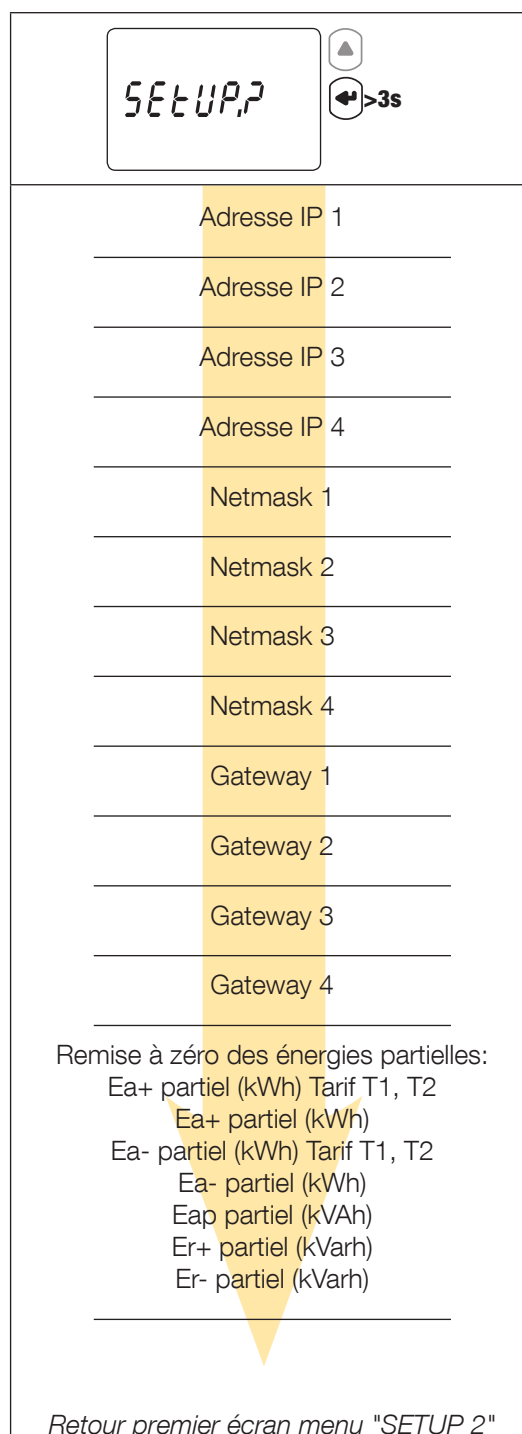 SEtUP.2
>3s
Adresse IP 1
Adresse IP 2
Adresse IP 3
Adresse IP 4
Netmask 1
Netmask 2
Netmask 3
Netmask 4
Gateway 1
Gateway 2
Gateway 3
Gateway 4
Remise à zéro des énergies partielles:
Ea+ partiel (kWh) Tarif T1, T2
Ea+ partiel (kWh)
Ea- partiel (kWh) Tarif T1, T2
Ea- partiel (kWh)
Eap partiel (kVAh)
Er+ partiel (kVarh)
Er- partiel (kVarh)
Retour premier écran menu "SETUP 2"